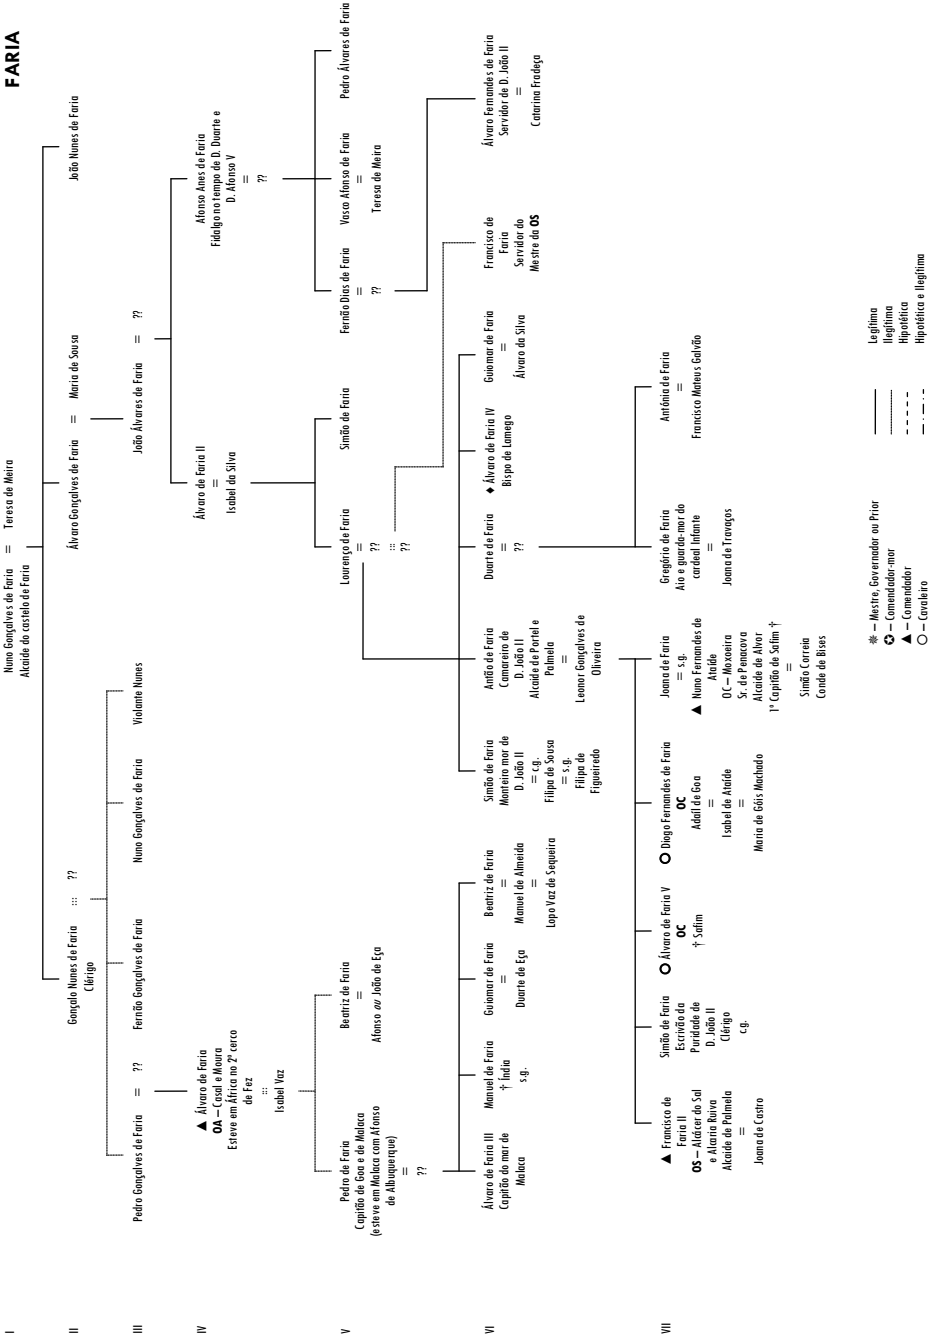 FARIA
I
Nuno Gonçalves de Faria = Teresa de Meira
Alcaide do castelo de Faria
II
Gonçalo Nunes de Faria ::: ??
Clérigo
Álvaro Gonçalves de Faria = Maria de Sousa
João Nunes de Faria
III
Pedro Gonçalves de Faria = ??
Fernão Gonçalves de Faria
Nuno Gonçalves de Faria
Violante Nunes
João Álvares de Faria = ??
IV
▲ Álvaro de Faria
OA – Casal e Moura
Esteve em África no 2º cerco
de Fez
:::
Isabel Vaz
Álvaro de Faria II
=
Isabel da Silva
Afonso Anes de Faria
Fidalgo no tempo de D. Duarte e
D. Afonso V
=
??
V
Pedro de Faria
Capitão de Goa e de Malaca
(esteve em Malaca com Afonso
de Albuquerque)
=
??
Beatriz de Faria
=
Afonso ou João de Eça
Lourenço de Faria
=
??
:::
??
Simão de Faria
Fernão Dias de Faria
=
??
Vasco Afonso de Faria
=
Teresa de Meira
Pedro Álvares de Faria
VI
Álvaro de Faria III
Capitão do mar de
Malaca
Manuel de Faria
† Índia
s.g.
Guiomar de Faria
=
Duarte de Eça
Beatriz de Faria
=
Manuel de Almeida
=
Lopo Vaz de Sequeira
Simão de Faria
Monteiro mor de
D. João II
= c.g.
Filipa de Sousa
= s.g.
Filipa de
Figueiredo
Antão de Faria
Camareiro de
D. João II
Alcaide de Portel e
Palmela
=
Leonor Gonçalves de
Oliveira
Duarte de Faria
=
??
♦ Álvaro de Faria IV
Bispo de Lamego
Guiomar de Faria
=
Álvaro da Silva
Francisco de
Faria
Servidor do
Mestre da OS
Álvaro Fernandes de Faria
Servidor de D. João II
=
Catarina Fradeça
VII
▲ Francisco de
Faria II
OS – Alcácer do Sal
e Alcaria Ruiva
Alcaide de Palmela
=
Joana de Castro
Simão de Faria
Escrivão da
Puridade de
D. João II
Clérigo
c.g.
O Álvaro de Faria V
OC
† Safim
O Diogo Fernandes de Faria
OC
Adaíl de Goa
=
Isabel de Ataíde
=
Maria de Góis Machado
Joana de Faria
= s.g.
▲ Nuno Fernandes de
Ataíde
OC – Moxoeira
Sr. de Penacova
Alcaide de Alvor
1º Capitão de Safim †
=
Simão Correia
Conde de Bises
Gregório de Faria
Aio e guarda-mor do
cardeal Infante
=
Joana de Travaços
Antónia de Faria
=
Francisco Mateus Galvão
– Mestre, Governador ou Prior
✪ – Comendador-mor
▲ – Comendador
O – Cavaleiro
Legítima
Ilegítima
Hipotética
Hipotética e Ilegítima